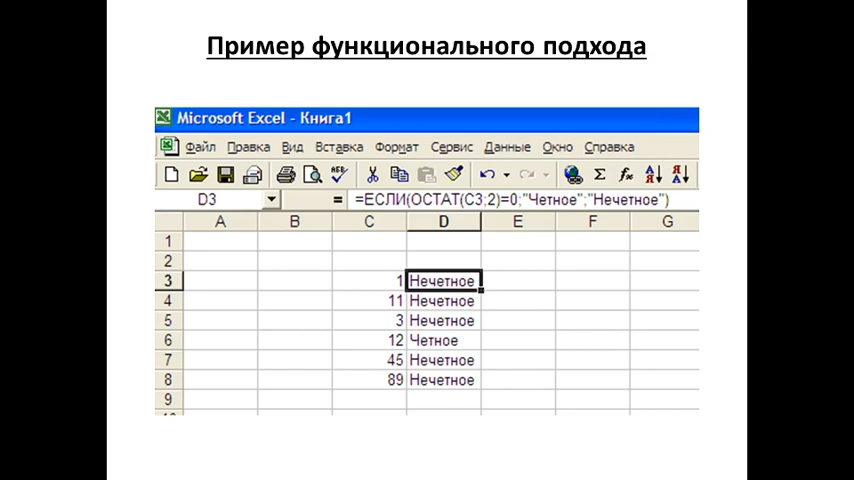 Пример функционального подхода
Microsoft Excel - Книга1
Файл Правка Вид Вставка Формат Сервис Данные Окно Справка
D3 = =ЕСЛИ(ОСТАТ(C3;2)=0;"Четное";"Нечетное")
A B C D E F G
1
2
3 1 Нечетное
4 11 Нечетное
5 3 Нечетное
6 12 Четное
7 45 Нечетное
8 89 Нечетное
9